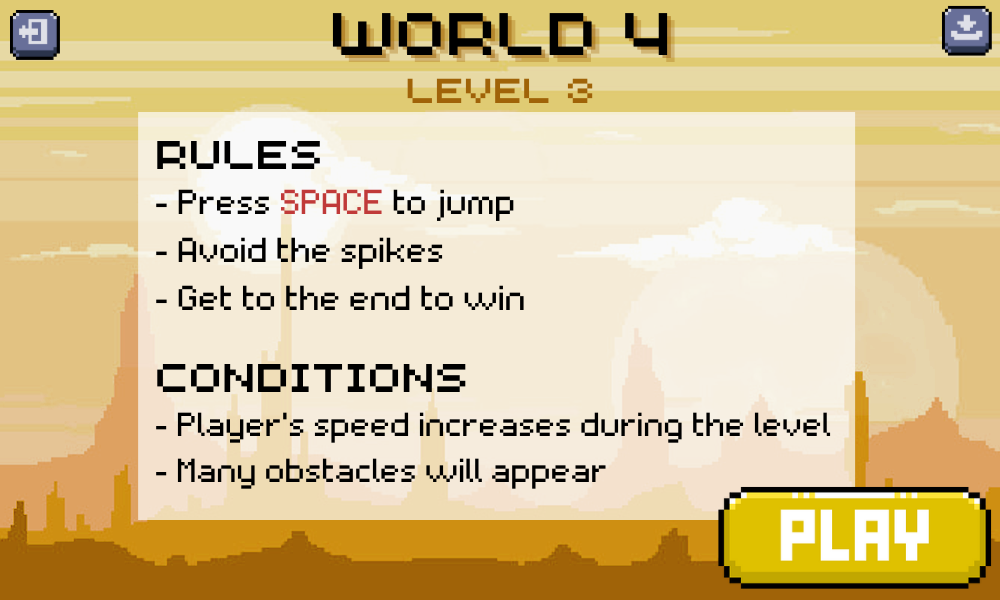 WORLD 4
LEVEL 3
RULES
- Press SPACE to jump
- Avoid the spikes
- Get to the end to win
CONDITIONS
- Player's speed increases during the level
- Many obstacles will appear
PLAY